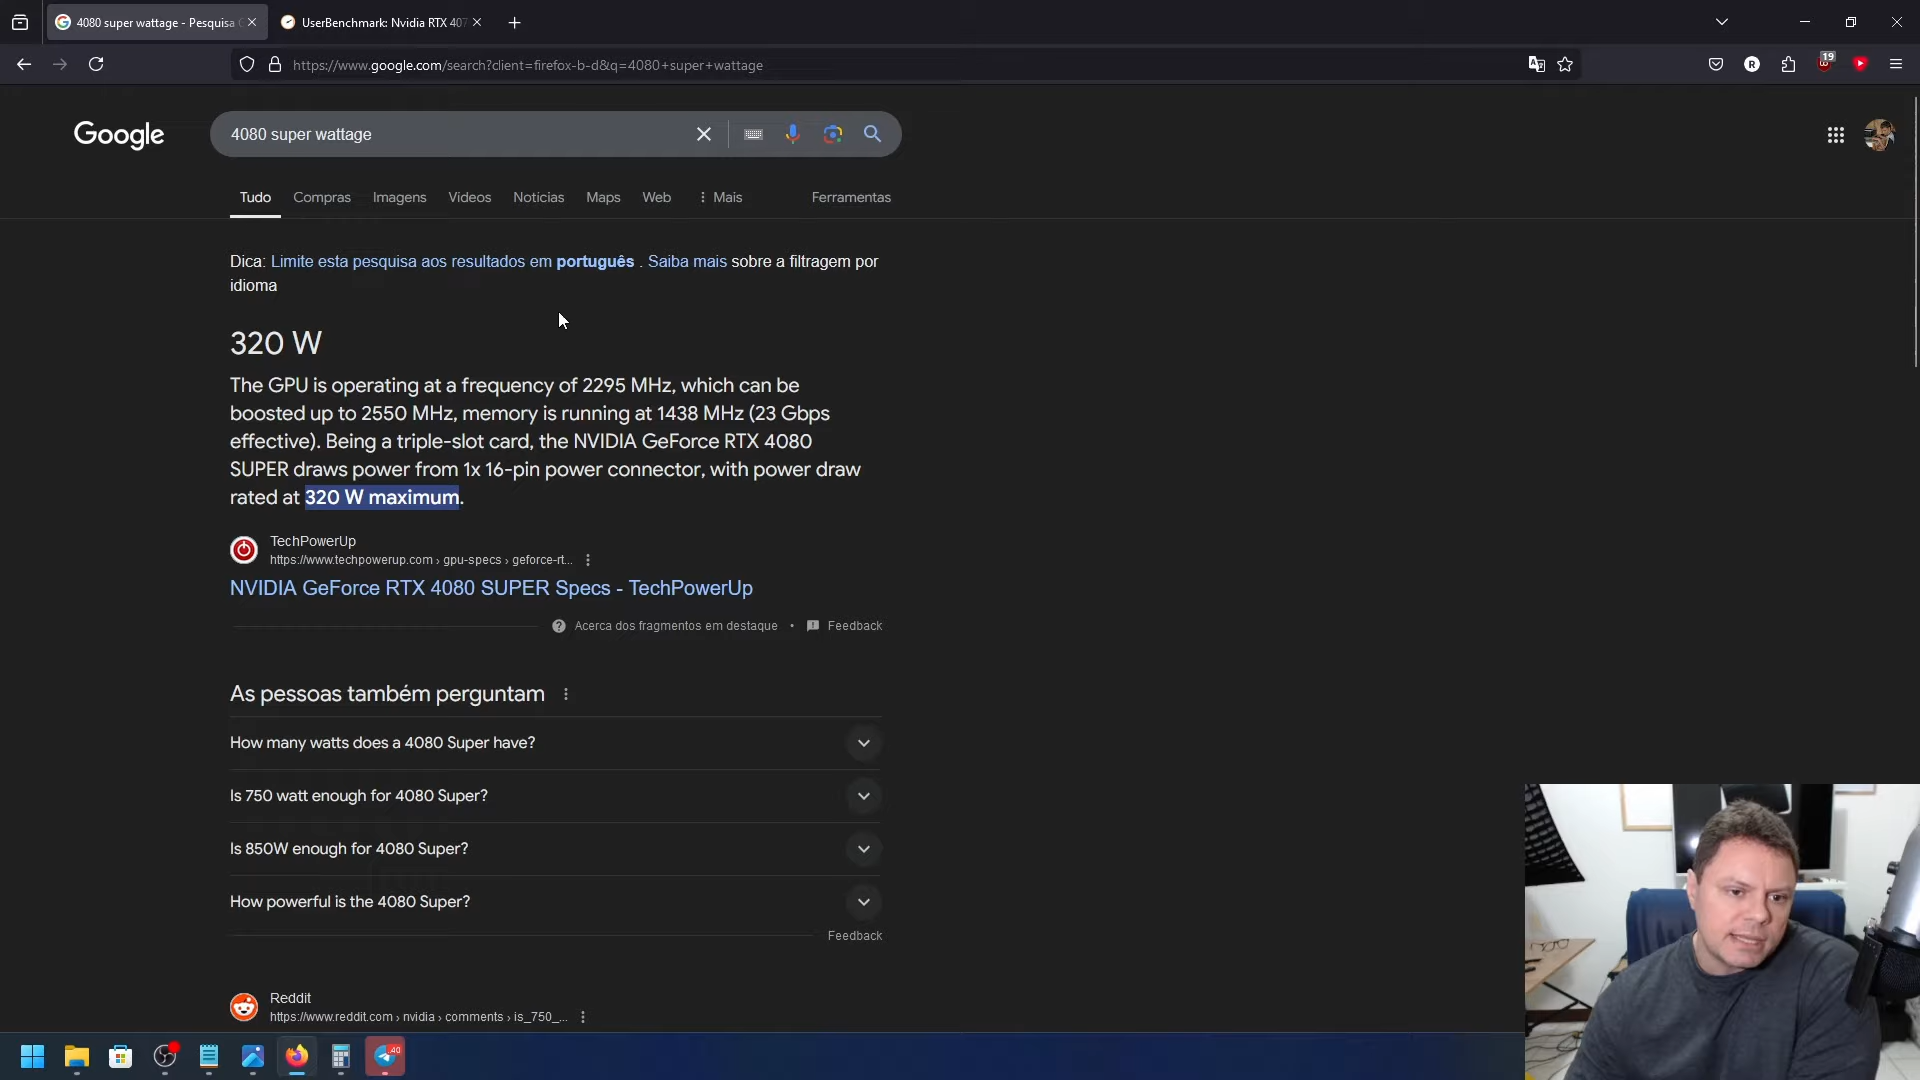 4080 super wattage - Pesquisa
UserBenchmark: Nvidia RTX 407
https://www.google.com/search?client=firefox-b-d&q=4080+super+wattage
19
Google
4080 super wattage
Tudo
Compras
Imagens
Vídeos
Notícias
Maps
Web
Mais
Ferramentas
Dica: Limite esta pesquisa aos resultados em português . Saiba mais sobre a filtragem por
idioma
320 W
The GPU is operating at a frequency of 2295 MHz, which can be
boosted up to 2550 MHz, memory is running at 1438 MHz (23 Gbps
effective). Being a triple-slot card, the NVIDIA GeForce RTX 4080
SUPER draws power from 1x 16-pin power connector, with power draw
rated at 320 W maximum.
TechPowerUp
https://www.techpowerup.com › gpu-specs › geforce-rt...
NVIDIA GeForce RTX 4080 SUPER Specs - TechPowerUp
Acerca dos fragmentos em destaque • Feedback
As pessoas também perguntam
How many watts does a 4080 Super have?
Is 750 watt enough for 4080 Super?
Is 850W enough for 4080 Super?
How powerful is the 4080 Super?
Feedback
Reddit
https://www.reddit.com › nvidia › comments › is_750_...
40